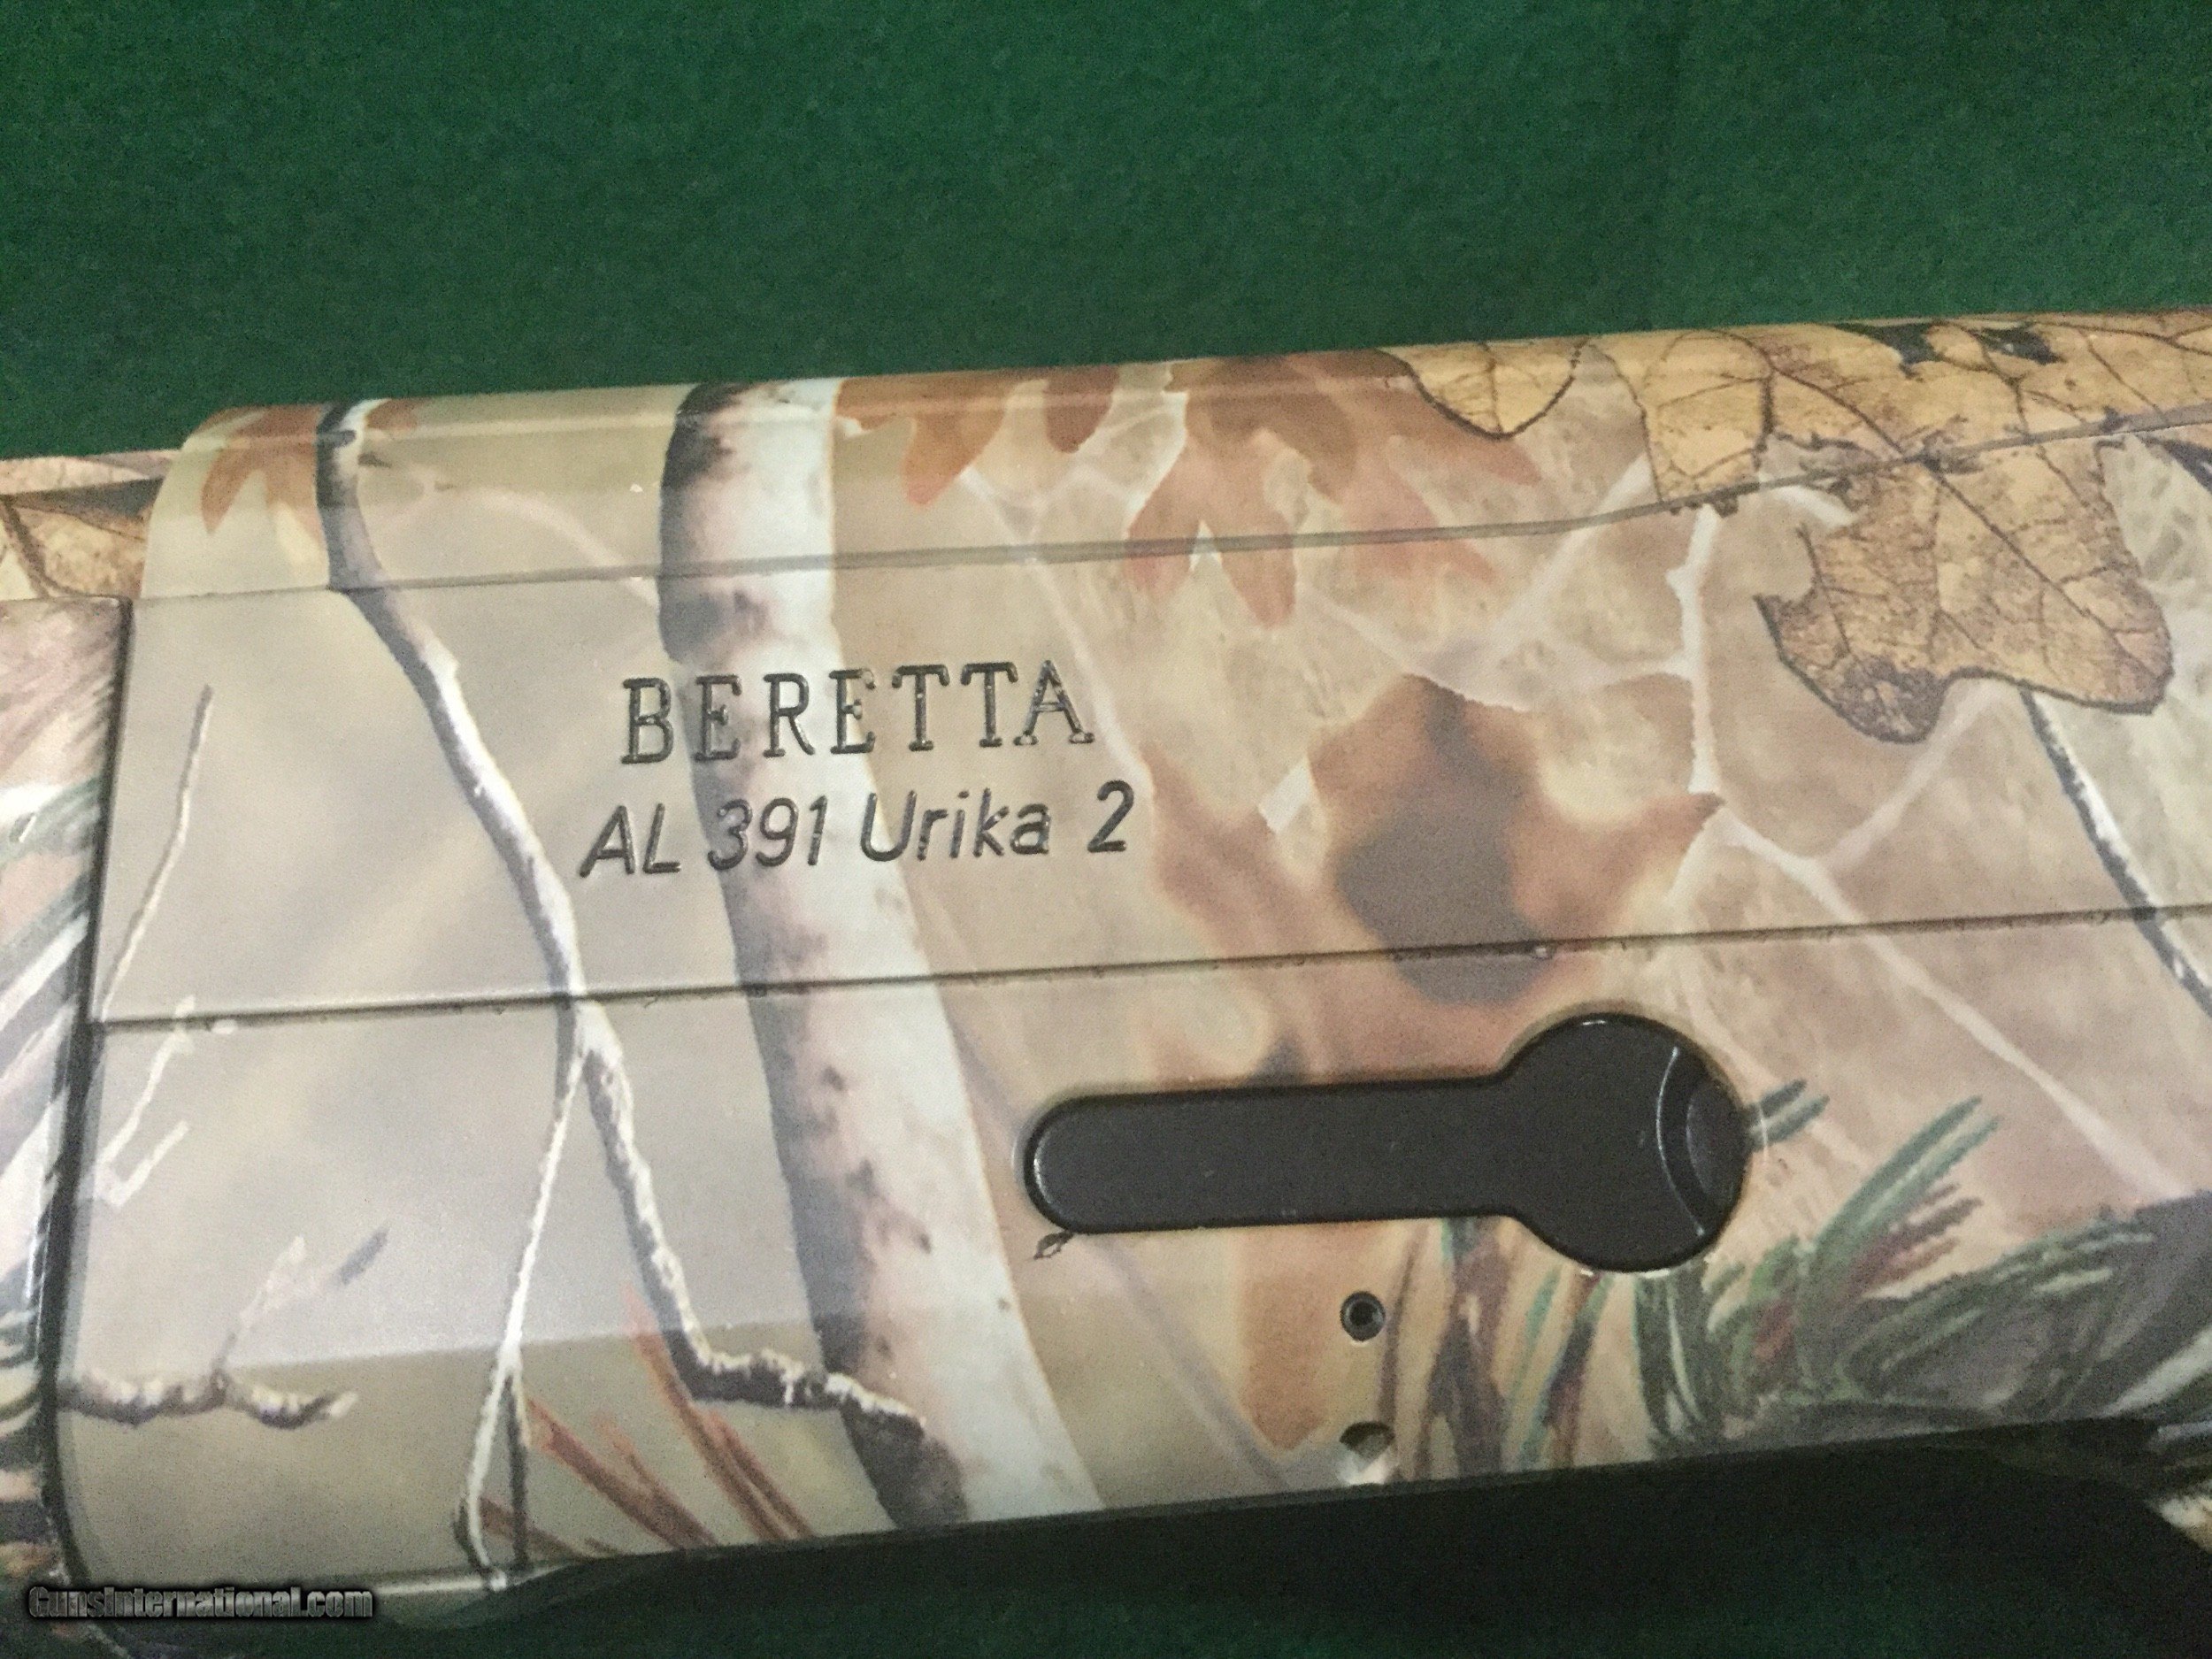 BERETTA
AL 391 Urika 2
GunsInternational.com